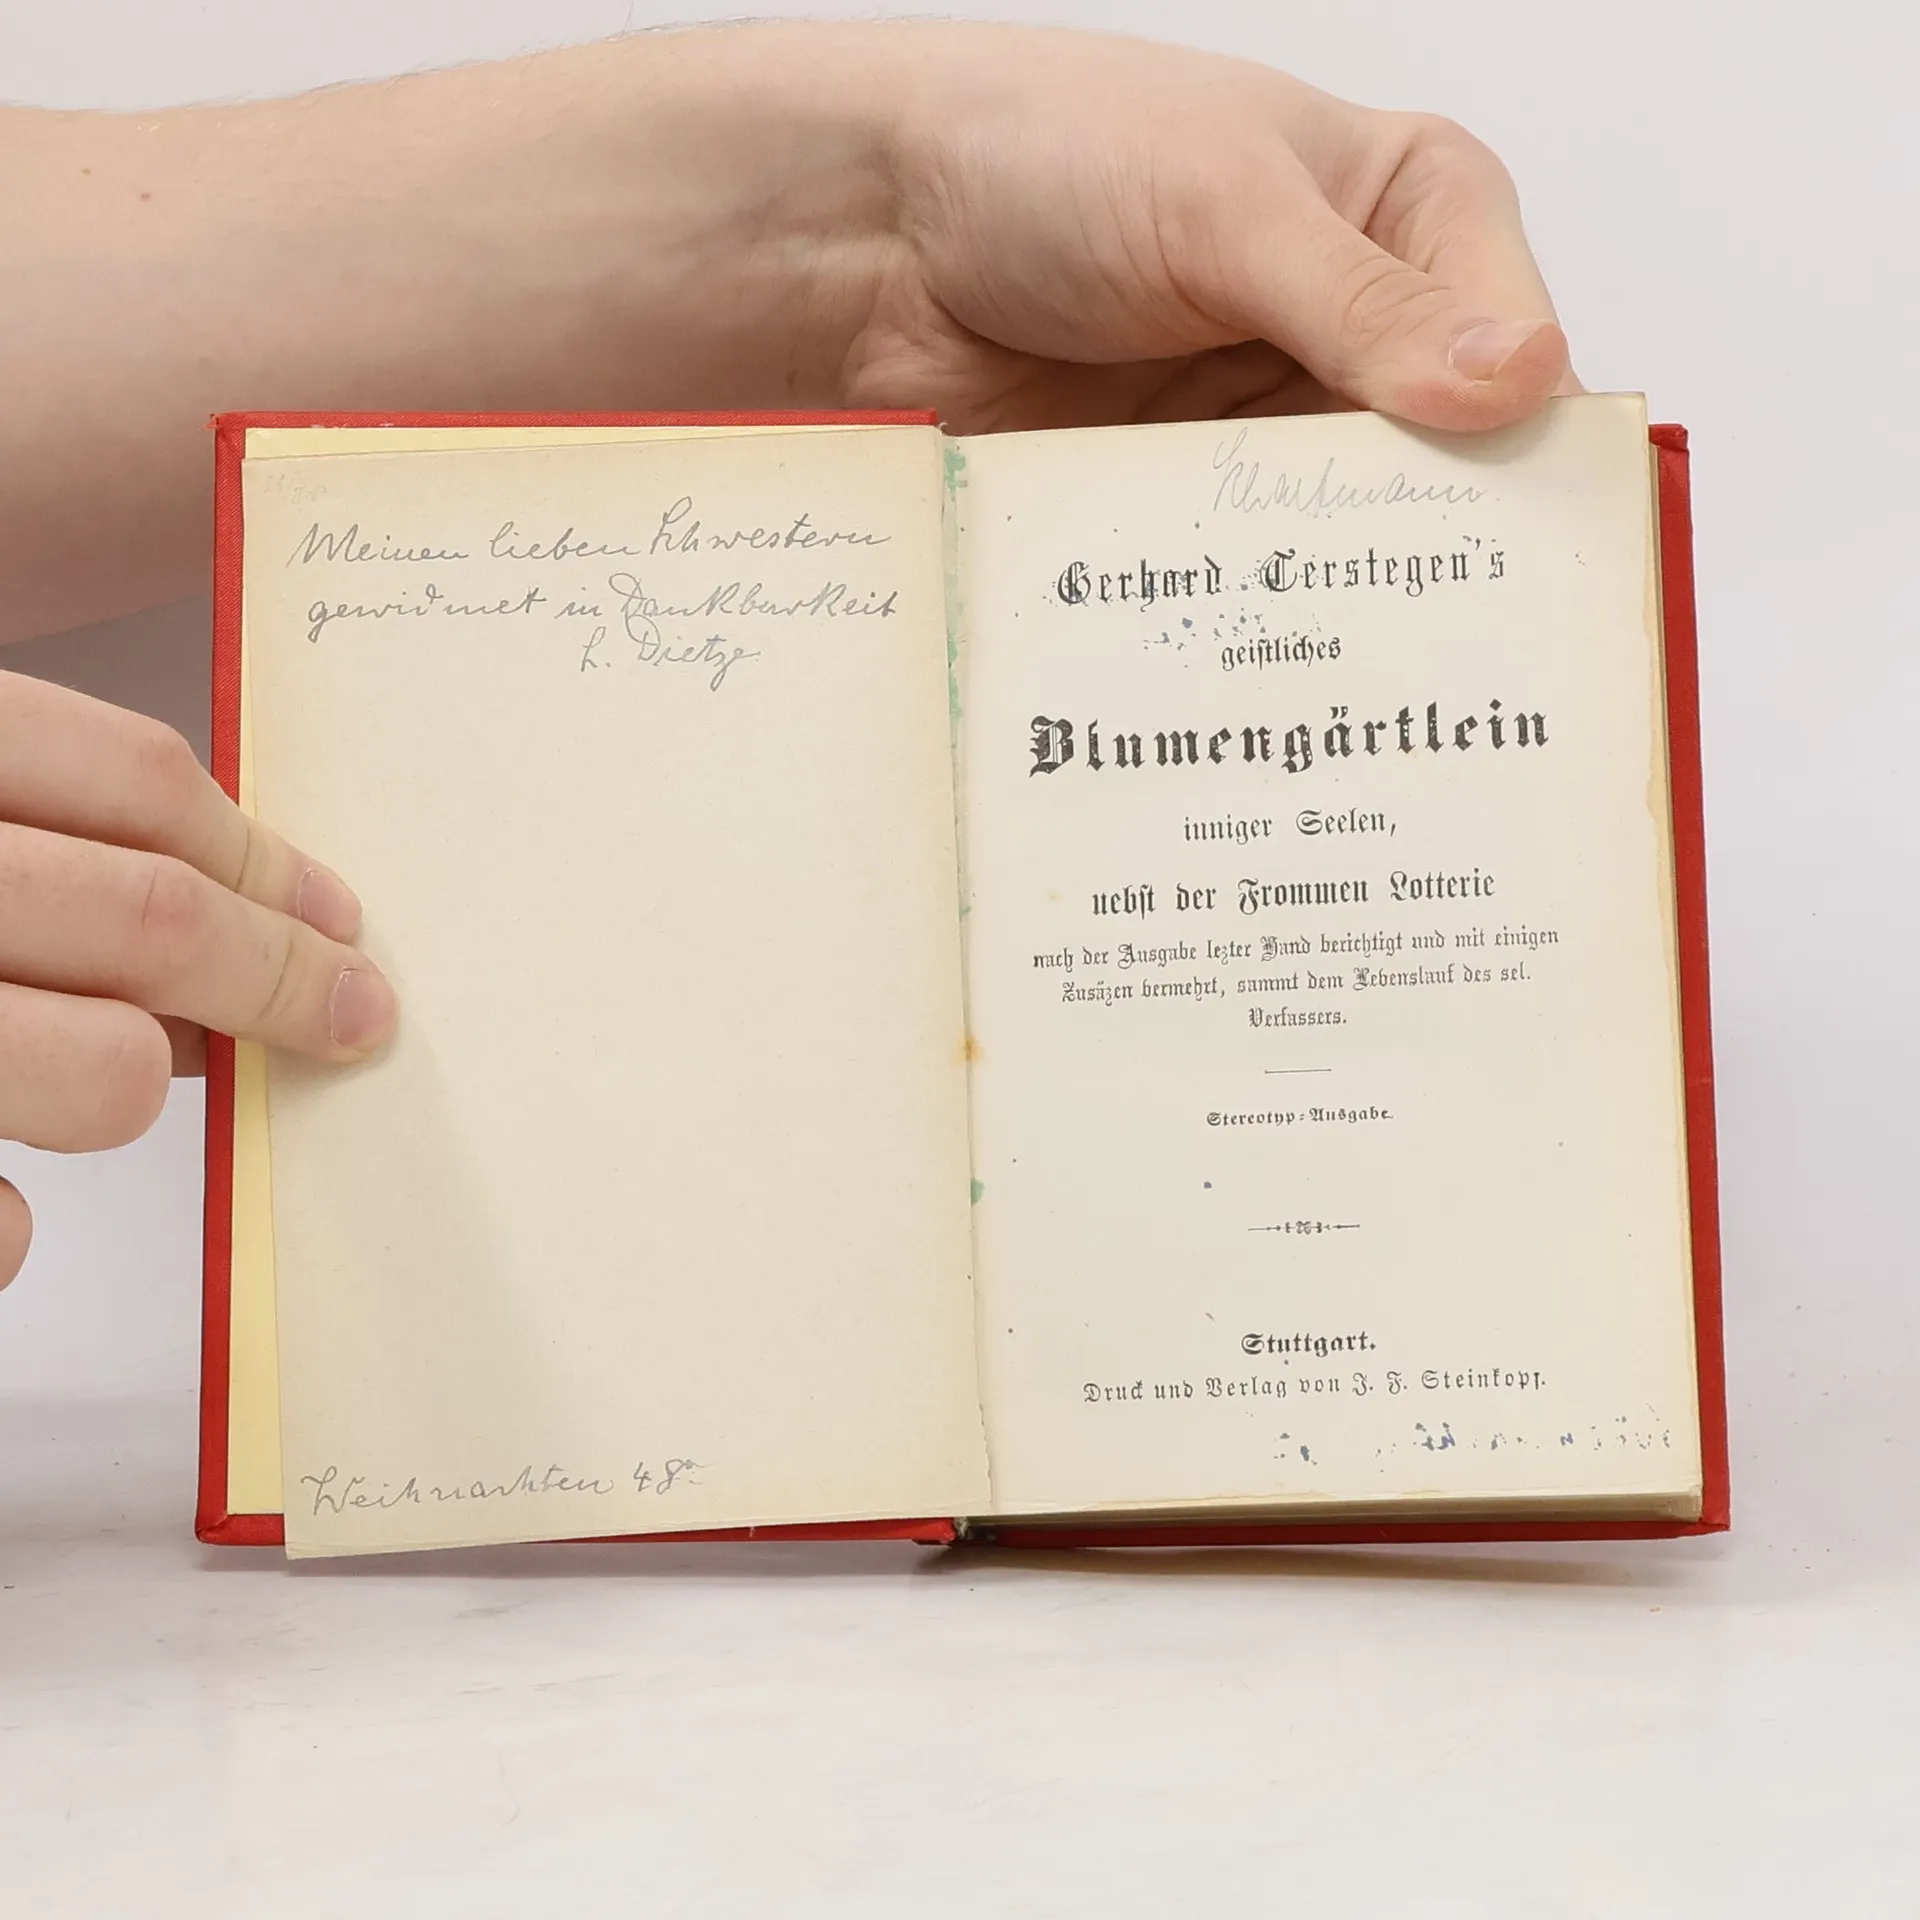 Meinen lieben Schwestern
gewidmet in Dankbarkeit
L. Dietze
Weihnachten 48
Gerhard Terstegen's
geistliches
Blumengärtlein
inniger Seelen,
nebst der Frommen Lotterie
nach der Ausgabe lezter Hand berichtigt und mit einigen
Zusäzen vermehrt, sammt dem Lebenslauf des sel.
Verfassers.
Stereotyp-Ausgabe.
Stuttgart.
Druck und Verlag von J. F. Steinkopf.